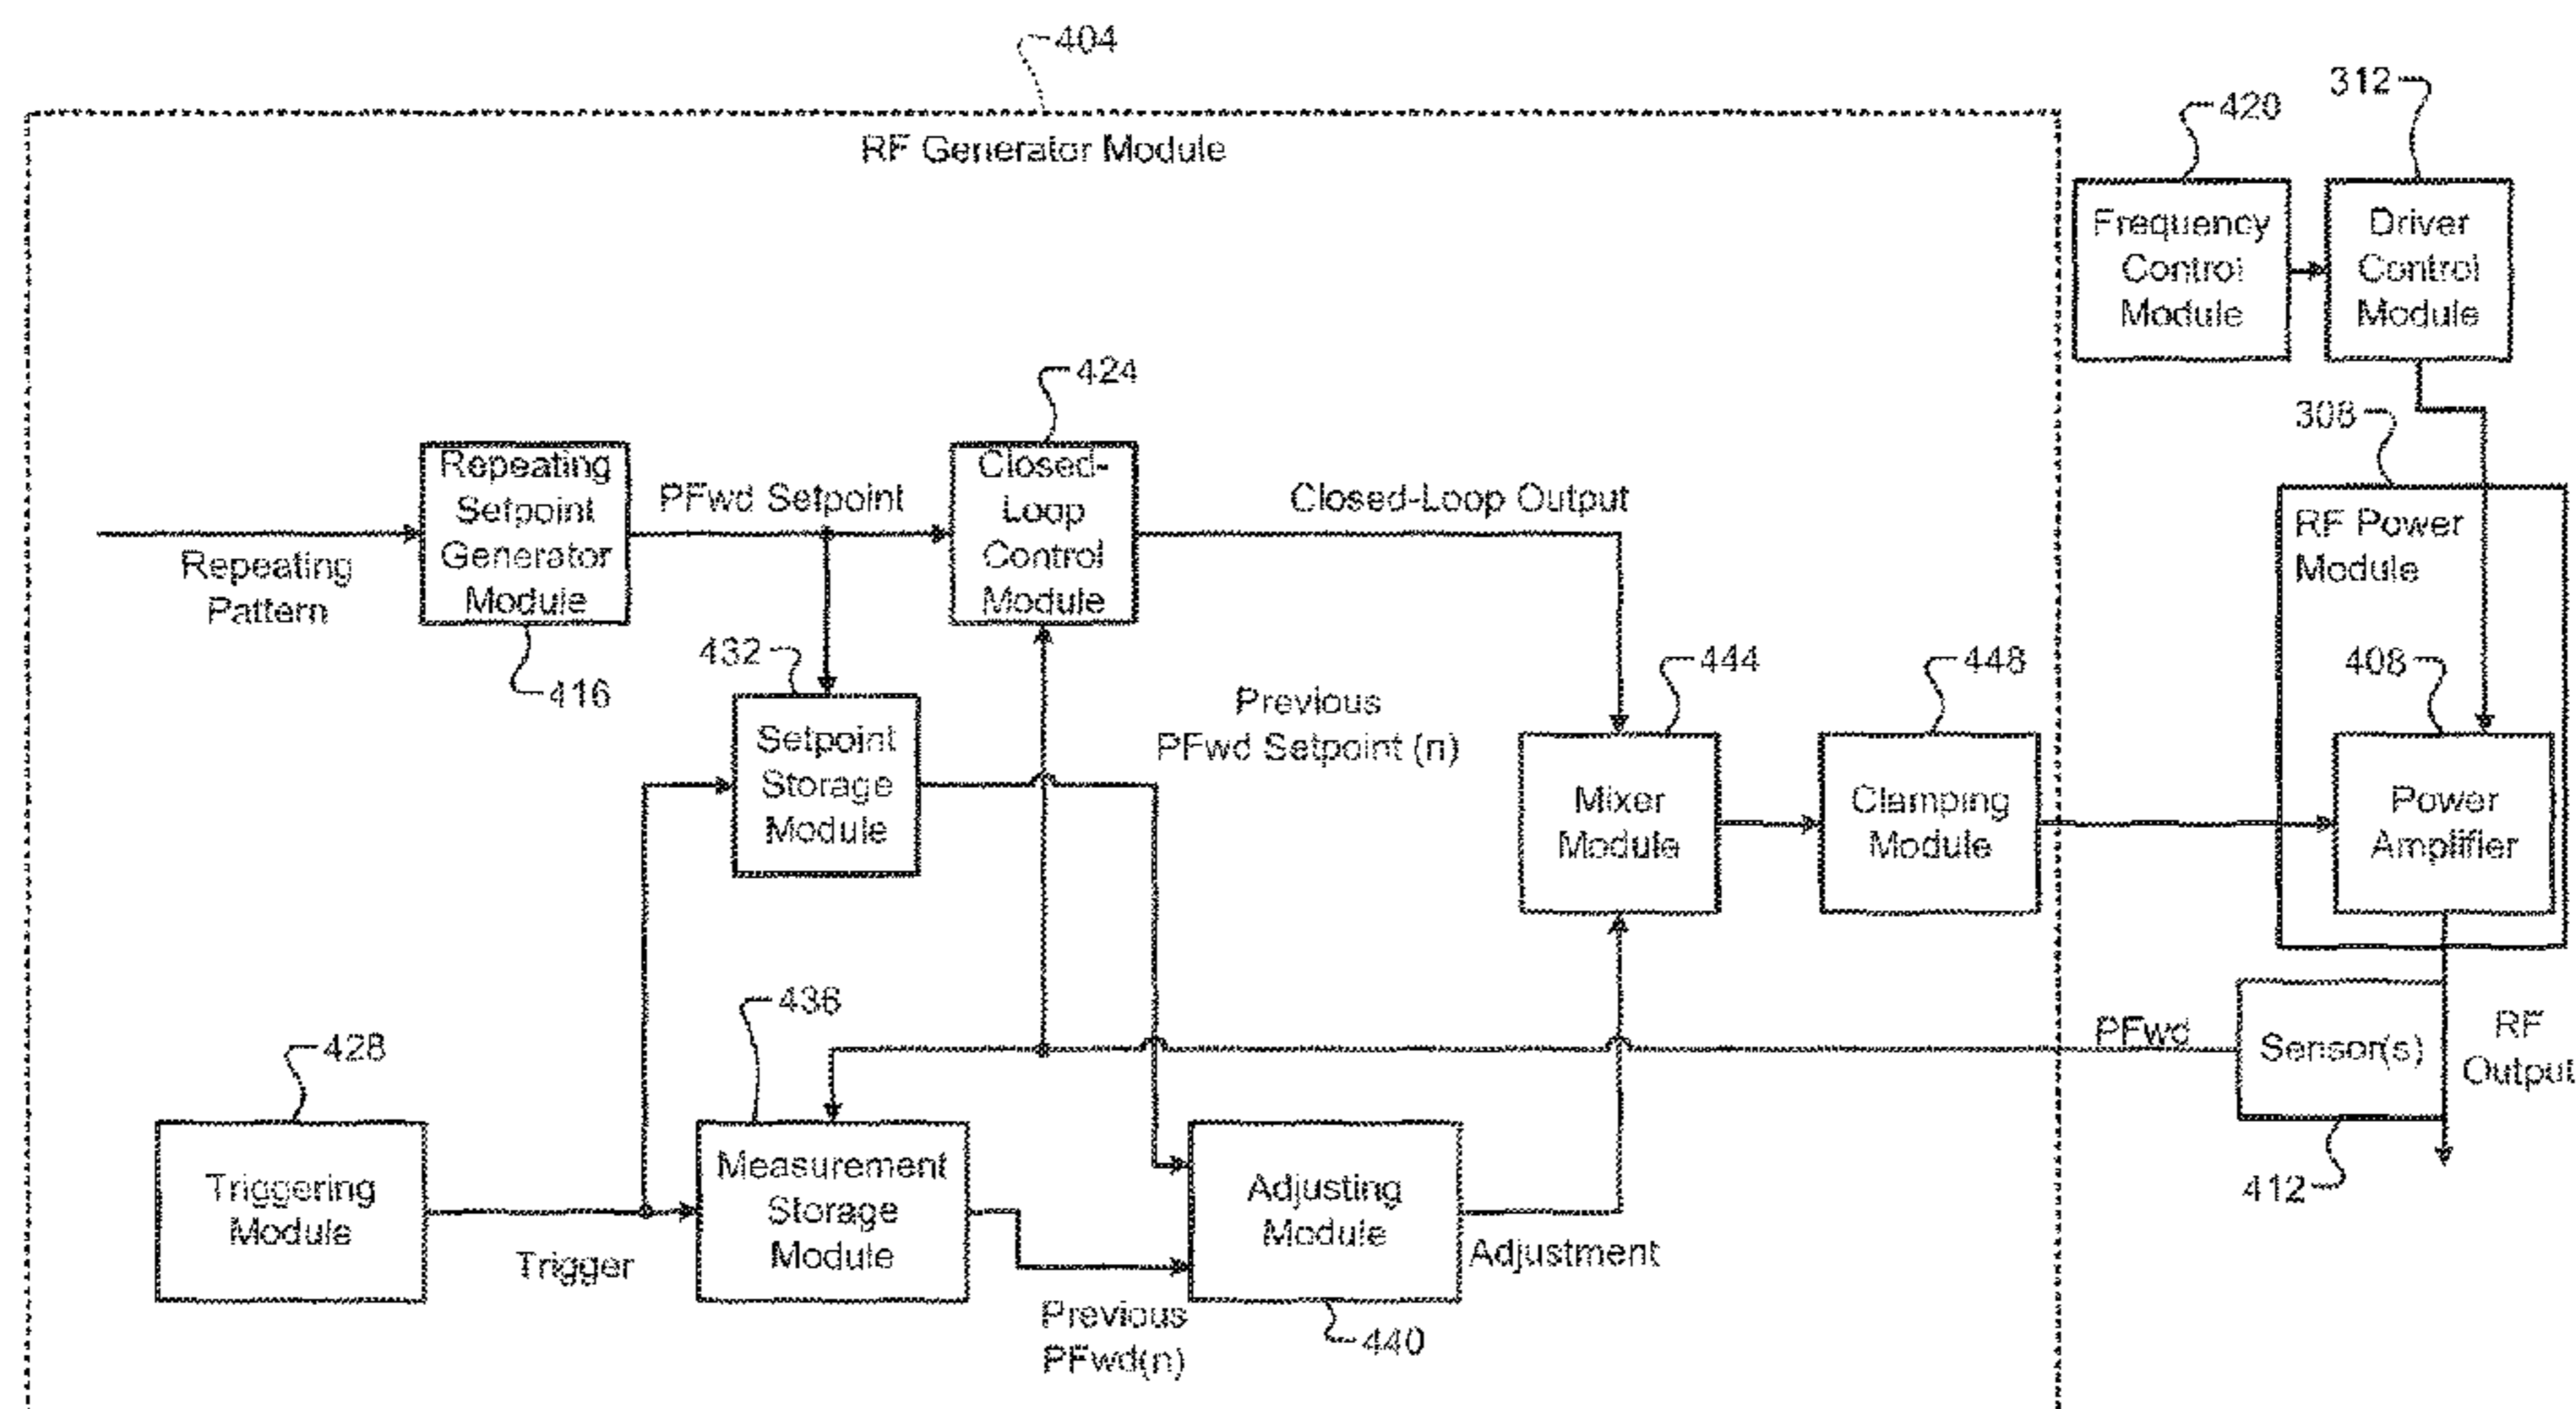 404
RF Generator Module
420
312
Frequency
Control
Module
Driver
Control
Module
424
308
Repeating
Pattern
Repeating
Setpoint
Generator
Module
416
PFwd Setpoint
Closed-
Loop
Control
Module
Closed-Loop Output
RF Power
Module
432
Setpoint
Storage
Module
Previous
PFwd Setpoint (n)
444
Mixer
Module
448
Clamping
Module
408
Power
Amplifier
428
Triggering
Module
Trigger
436
Measurement
Storage
Module
Previous
PFwd(n)
Adjusting
Module
440
Adjustment
PFwd
Sensor(s)
412
RF
Output